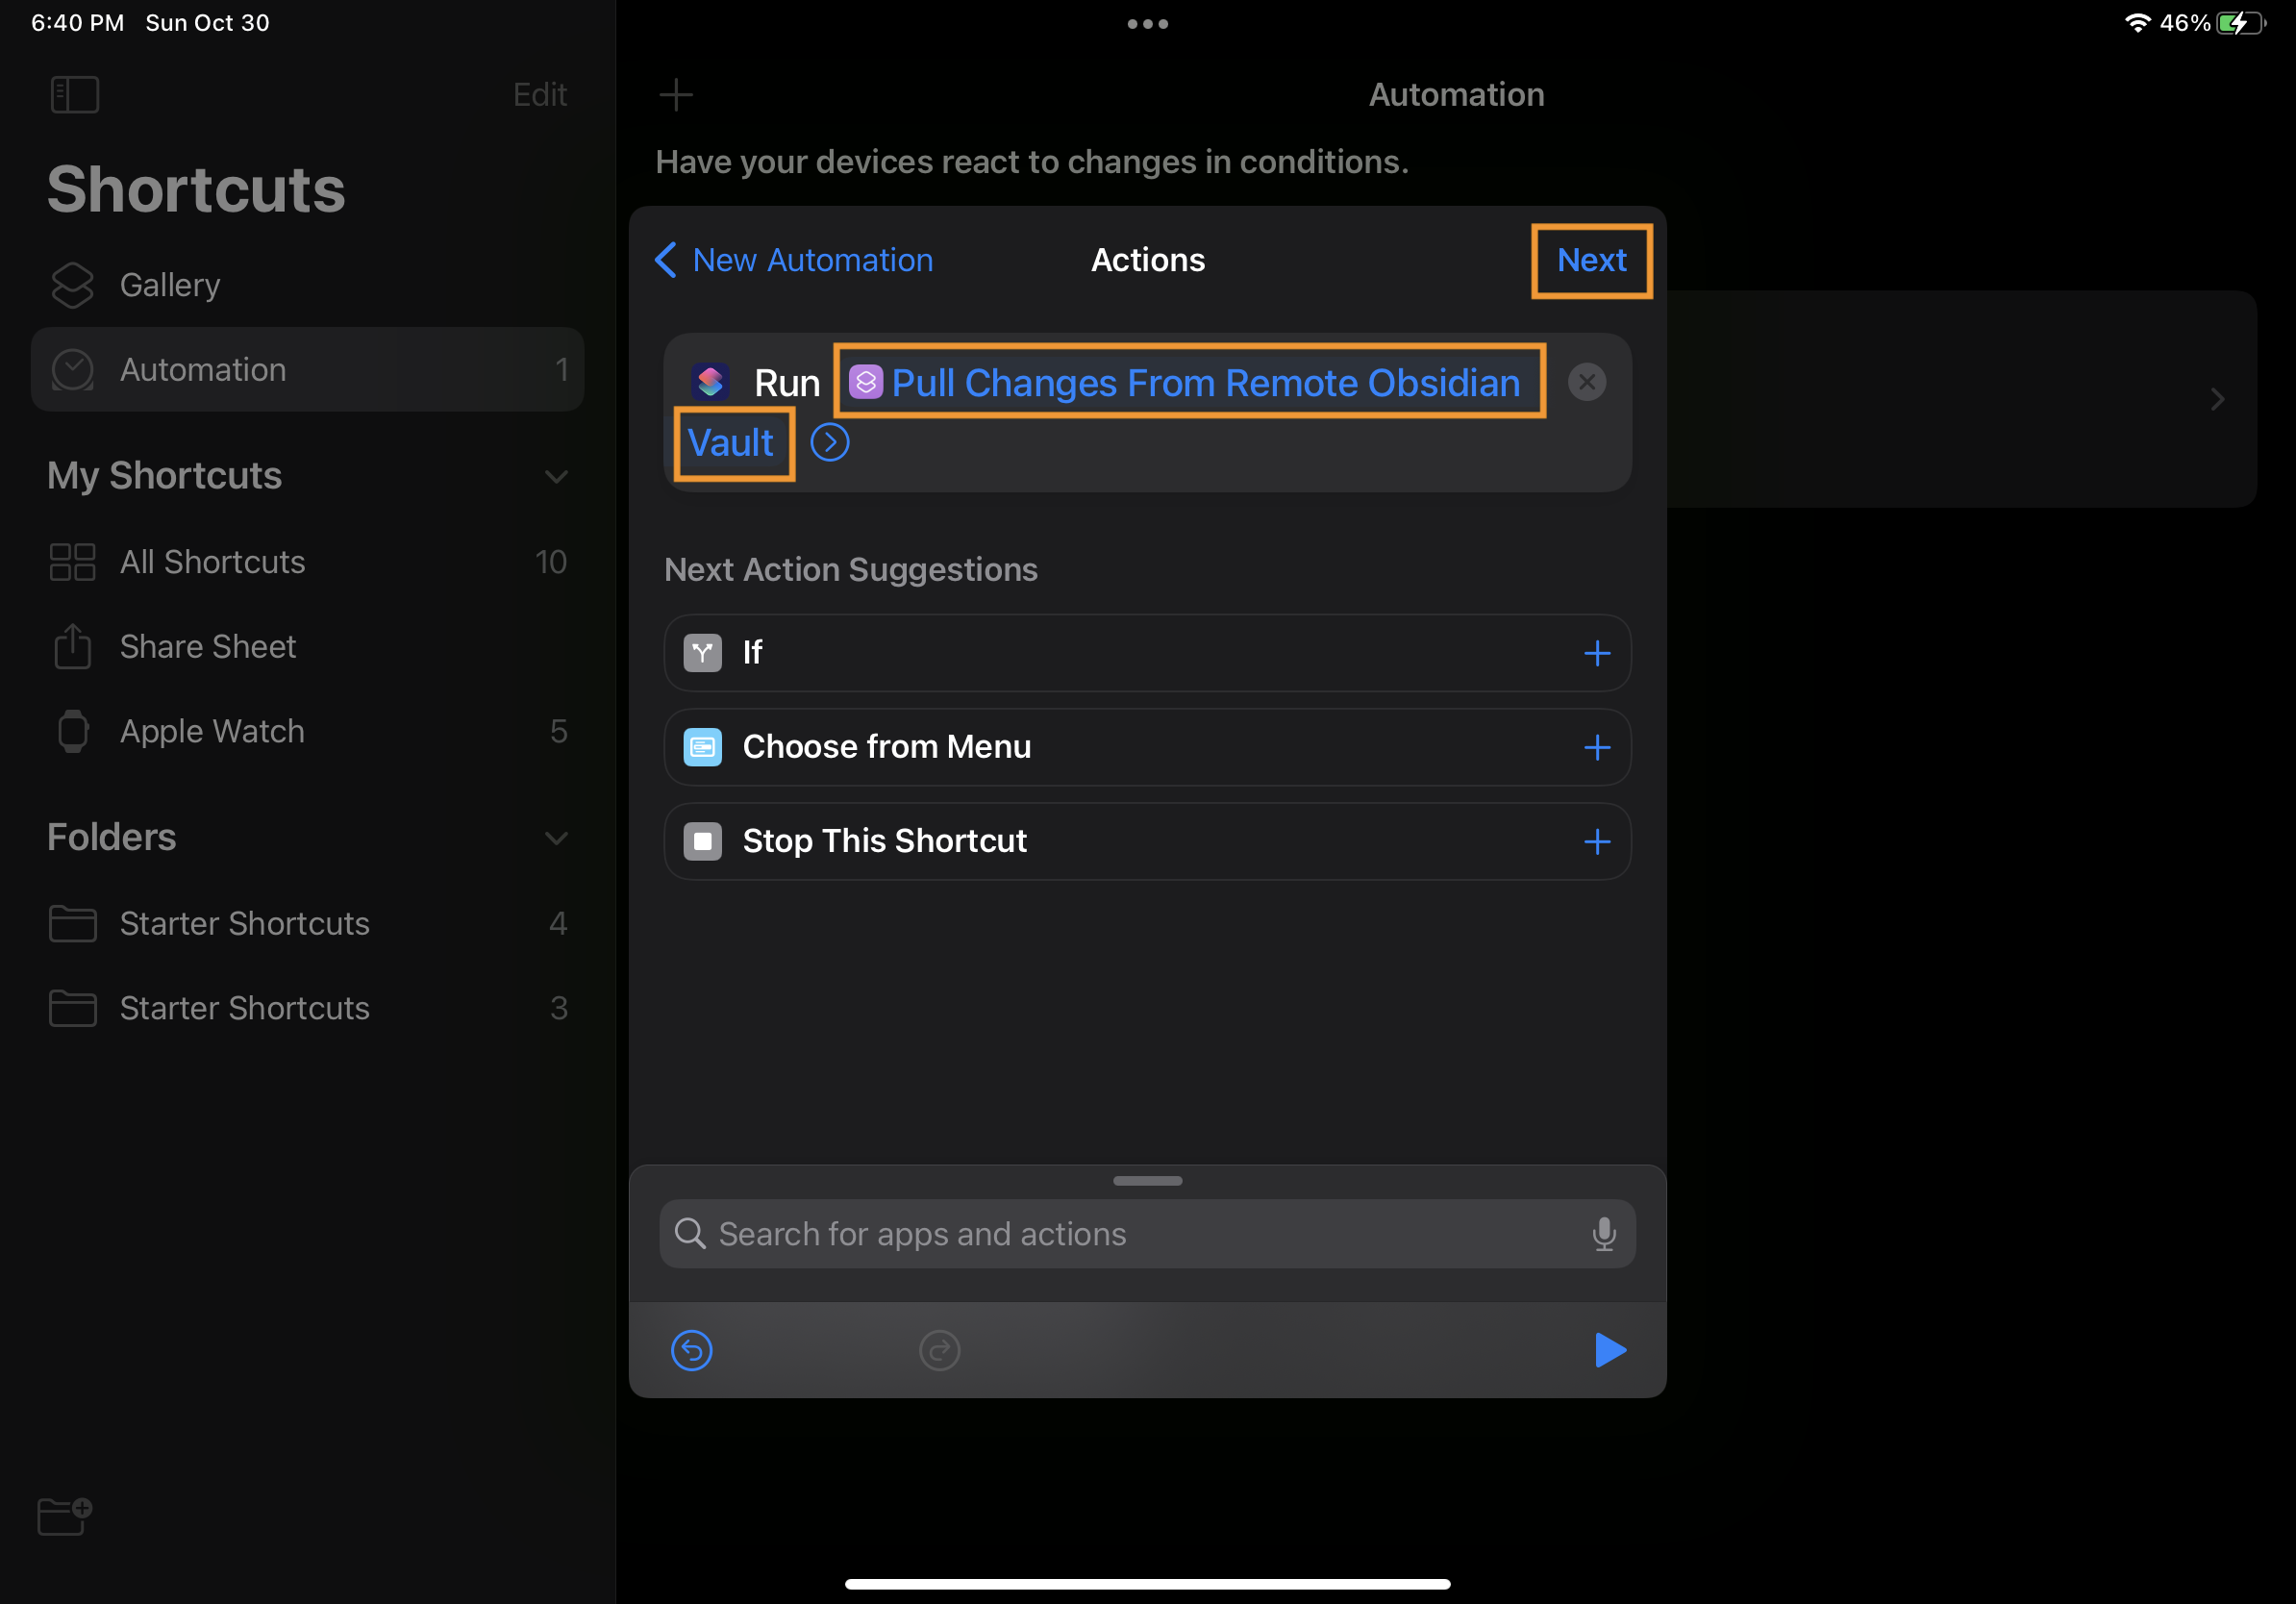 6:40 PM Sun Oct 30
46%
Edit
Shortcuts
Gallery
Automation 1
My Shortcuts
All Shortcuts 10
Share Sheet
Apple Watch 5
Folders
Starter Shortcuts 4
Starter Shortcuts 3
Automation
Have your devices react to changes in conditions.
New Automation Actions Next
Run Pull Changes From Remote Obsidian
Vault
Next Action Suggestions
If
Choose from Menu
Stop This Shortcut
Search for apps and actions